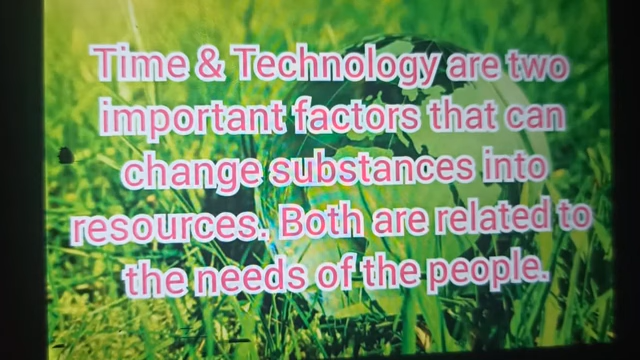 Time & Technology are two
important factors that can
change substances into
resources. Both are related to
the needs of the people.